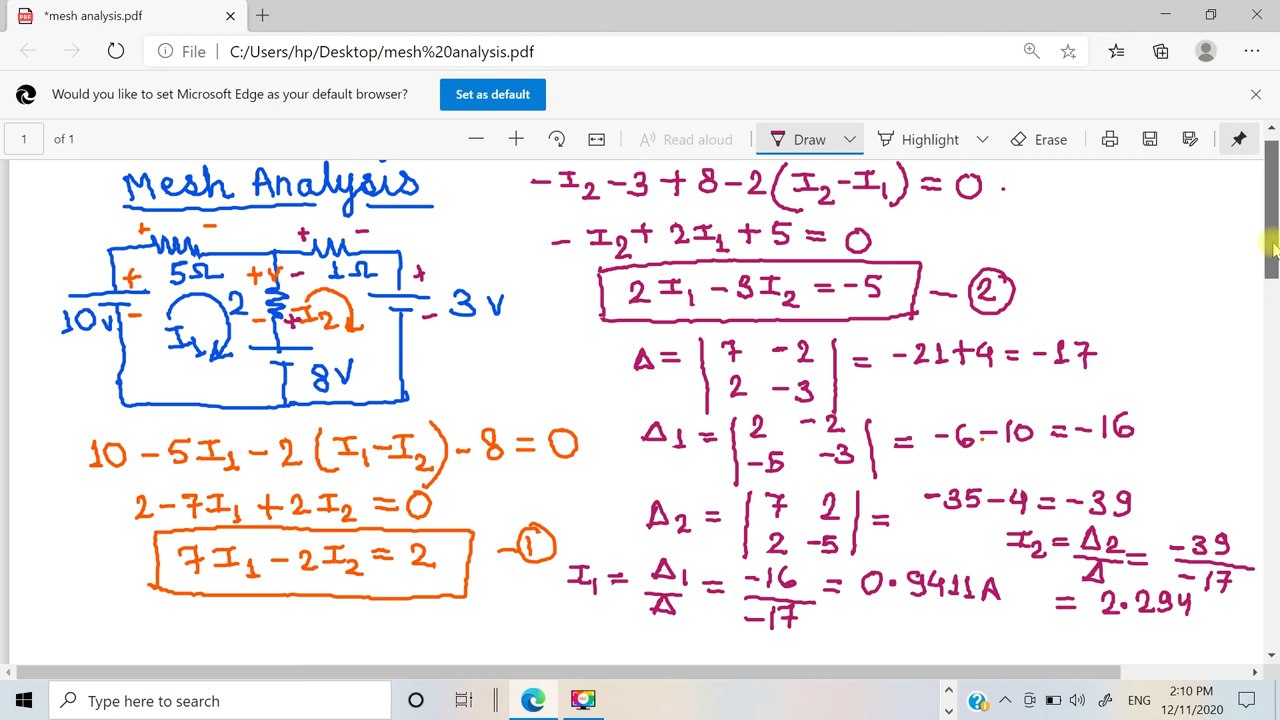 *mesh analysis.pdf
File C:/Users/hp/Desktop/mesh%20analysis.pdf
Would you like to set Microsoft Edge as your default browser? Set as default
1 of 1 Read aloud Draw Highlight Erase
Mesh Analysis
+ - + -
5Ω +v - 1Ω +
+ -
10v I1 2 - + I2 3 v -
8V
10 - 5I1 - 2 (I1 - I2) - 8 = 0
2 - 7I1 + 2I2 = 0
7I1 - 2I2 = 2 - ①
- I2 - 3 + 8 - 2 (I2 - I1) = 0 .
- I2 + 2I1 + 5 = 0
2I1 - 3I2 = -5 - ②
Δ = | 7 -2 | = -21+4 = -17
2 -3
Δ1 = | 2 -2 | = -6-10 = -16
-5 -3
Δ2 = | 7 2 | = -35-4 = -39
2 -5
I1 = Δ1/Δ = -16/-17 = 0.9411A
I2 = Δ2/Δ = -39/-17
= 2.294
Type here to search
ENG 2:10 PM
12/11/2020